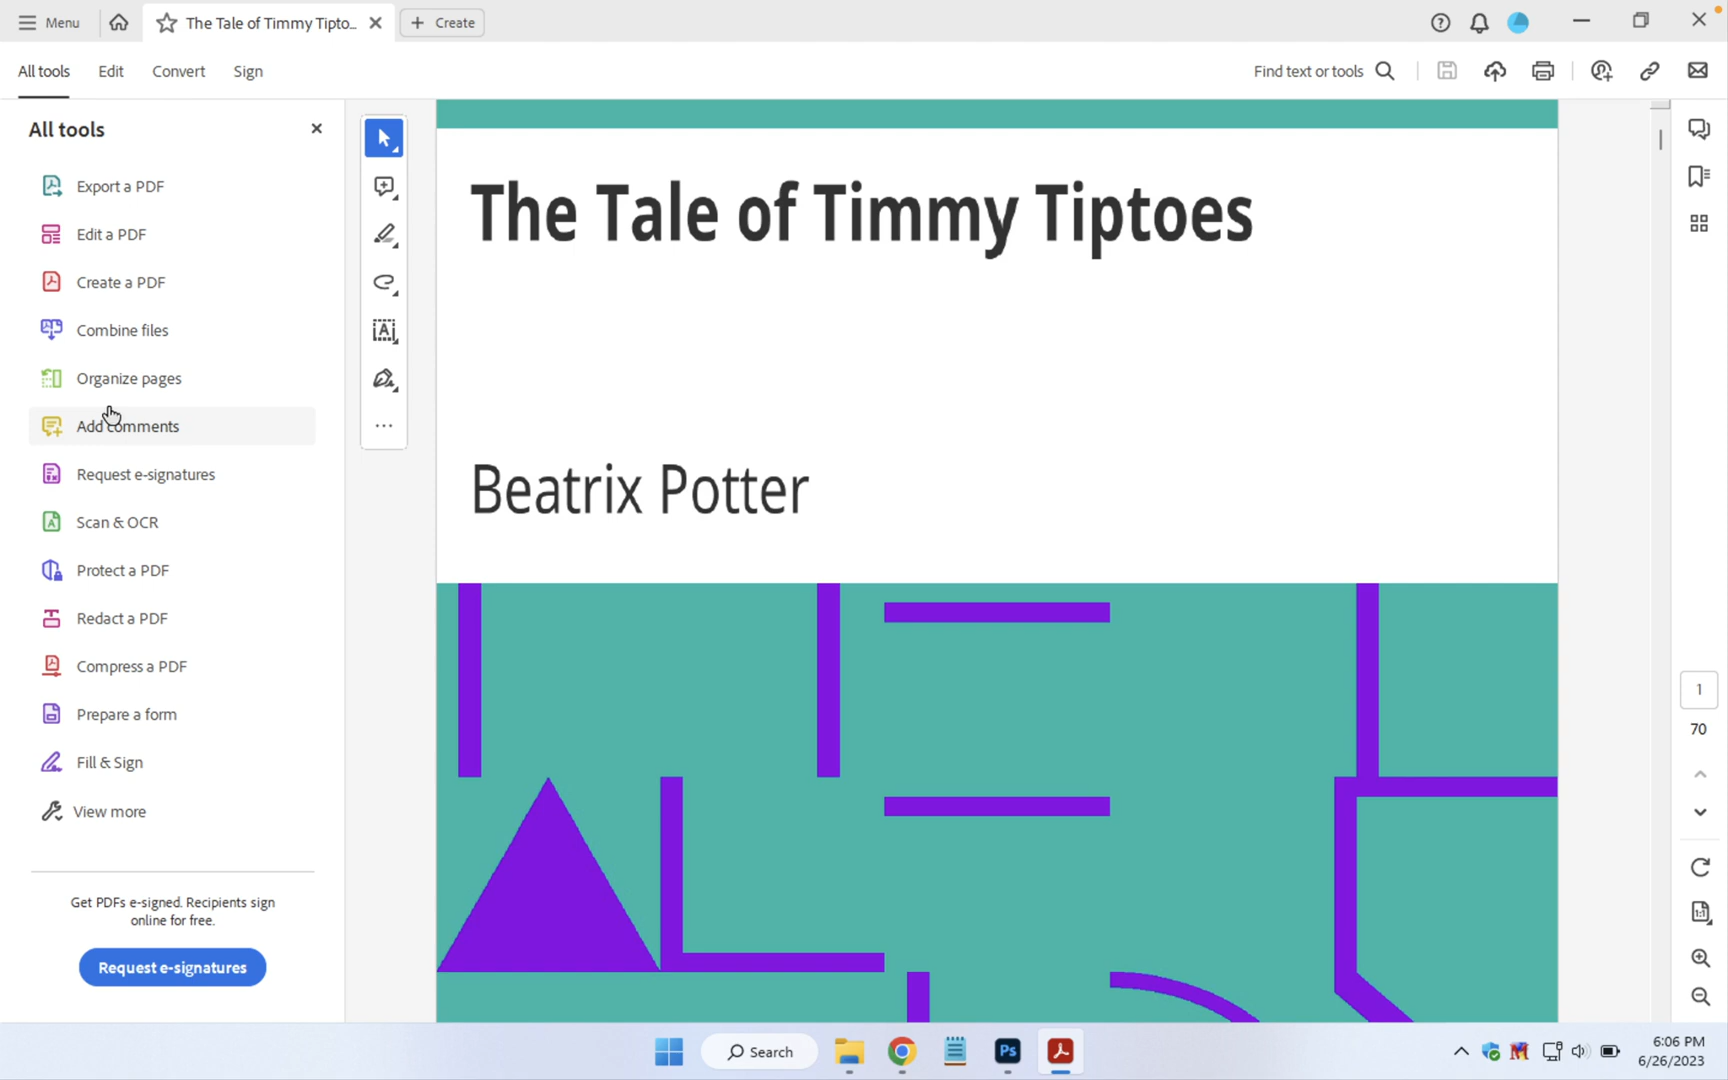 Menu
The Tale of Timmy Tipto...
Create
All tools
Edit
Convert
Sign
Find text or tools
All tools
Export a PDF
Edit a PDF
Create a PDF
Combine files
Organize pages
Add comments
Request e-signatures
Scan & OCR
Protect a PDF
Redact a PDF
Compress a PDF
Prepare a form
Fill & Sign
View more
Get PDFs e-signed. Recipients sign
online for free.
Request e-signatures
The Tale of Timmy Tiptoes
Beatrix Potter
1
70
1:1
Search
Ps
6:06 PM
6/26/2023